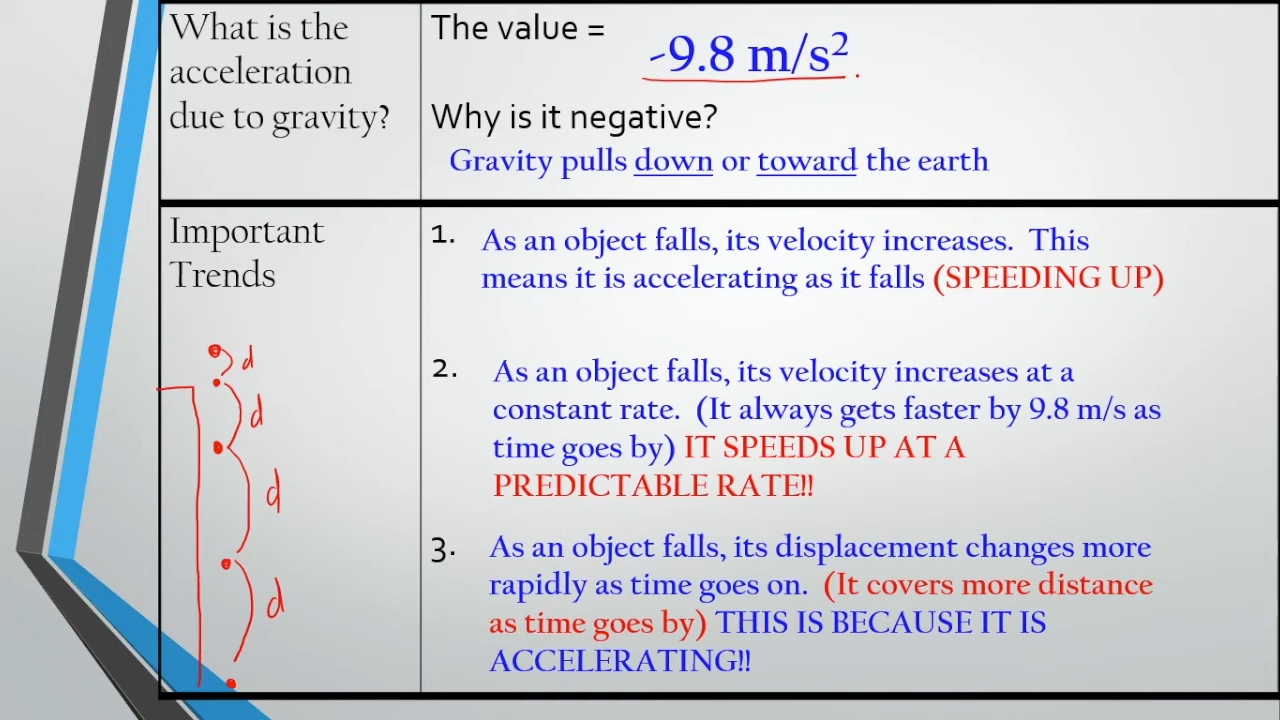 What is the
acceleration
due to gravity?
The value =
-9.8 m/s²
Why is it negative?
Gravity pulls down or toward the earth
Important
Trends
d
d
d
d
1. As an object falls, its velocity increases. This
means it is accelerating as it falls (SPEEDING UP)
2. As an object falls, its velocity increases at a
constant rate. (It always gets faster by 9.8 m/s as
time goes by) IT SPEEDS UP AT A
PREDICTABLE RATE!!
3. As an object falls, its displacement changes more
rapidly as time goes on. (It covers more distance
as time goes by) THIS IS BECAUSE IT IS
ACCELERATING!!